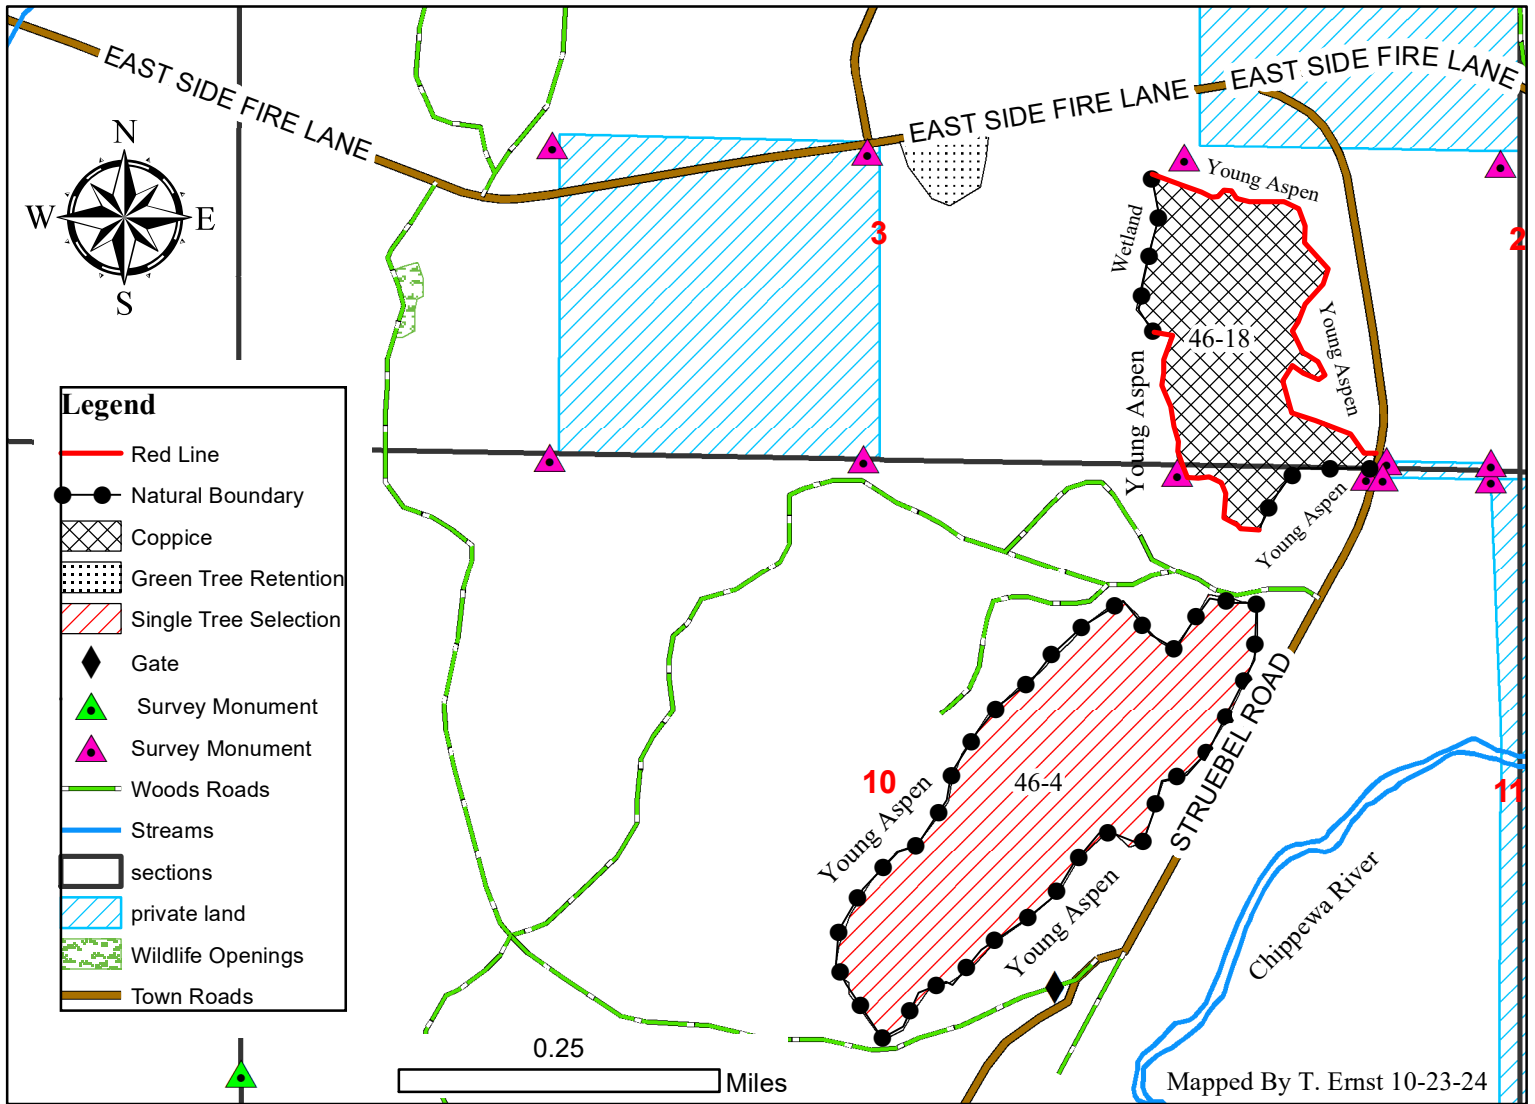 EAST SIDE FIRE LANE
EAST SIDE FIRE LANE
EAST SIDE FIRE LANE
N
W E
S
Young Aspen
Wetland
3
2
46-18
Young Aspen
Young Aspen
Young Aspen
Legend
Red Line
Natural Boundary
Coppice
Green Tree Retention
Single Tree Selection
Gate
Survey Monument
Survey Monument
Woods Roads
Streams
sections
private land
Wildlife Openings
Town Roads
10
46-4
11
Young Aspen
STRUEBEL ROAD
Young Aspen
Chippewa River
0.25
Miles
Mapped By T. Ernst 10-23-24